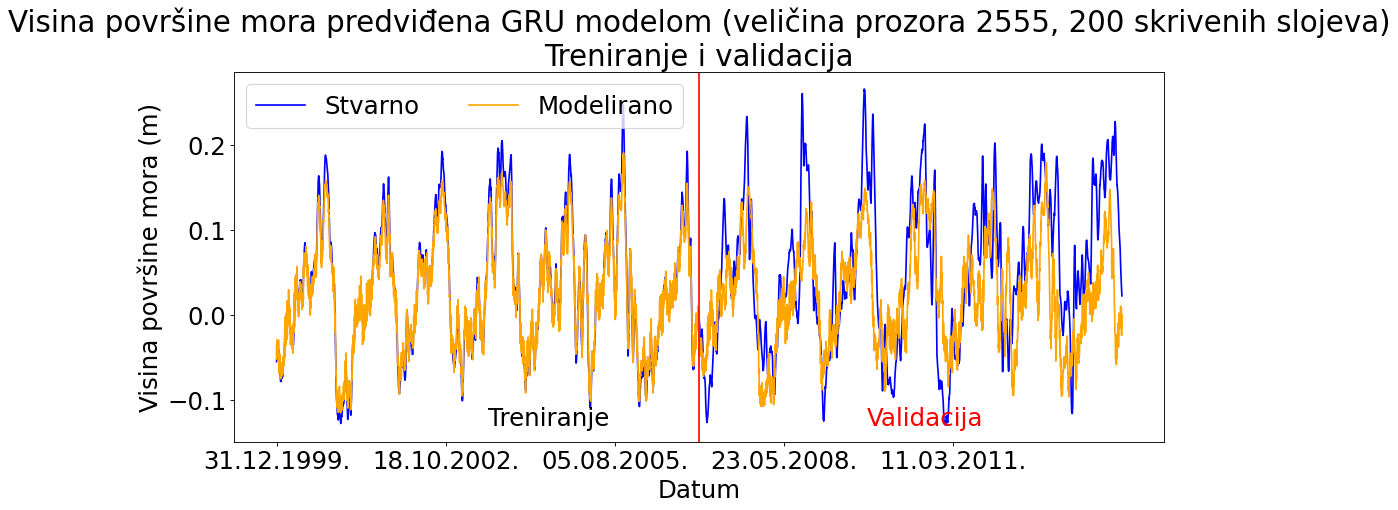 Visina površine mora predviđena GRU modelom (veličina prozora 2555, 200 skrivenih slojeva)
Treniranje i validacija
Stvarno
Modelirano
Visina površine mora (m)
0.2
0.1
0.0
−0.1
Treniranje
Validacija
31.12.1999.
18.10.2002.
05.08.2005.
23.05.2008.
11.03.2011.
Datum